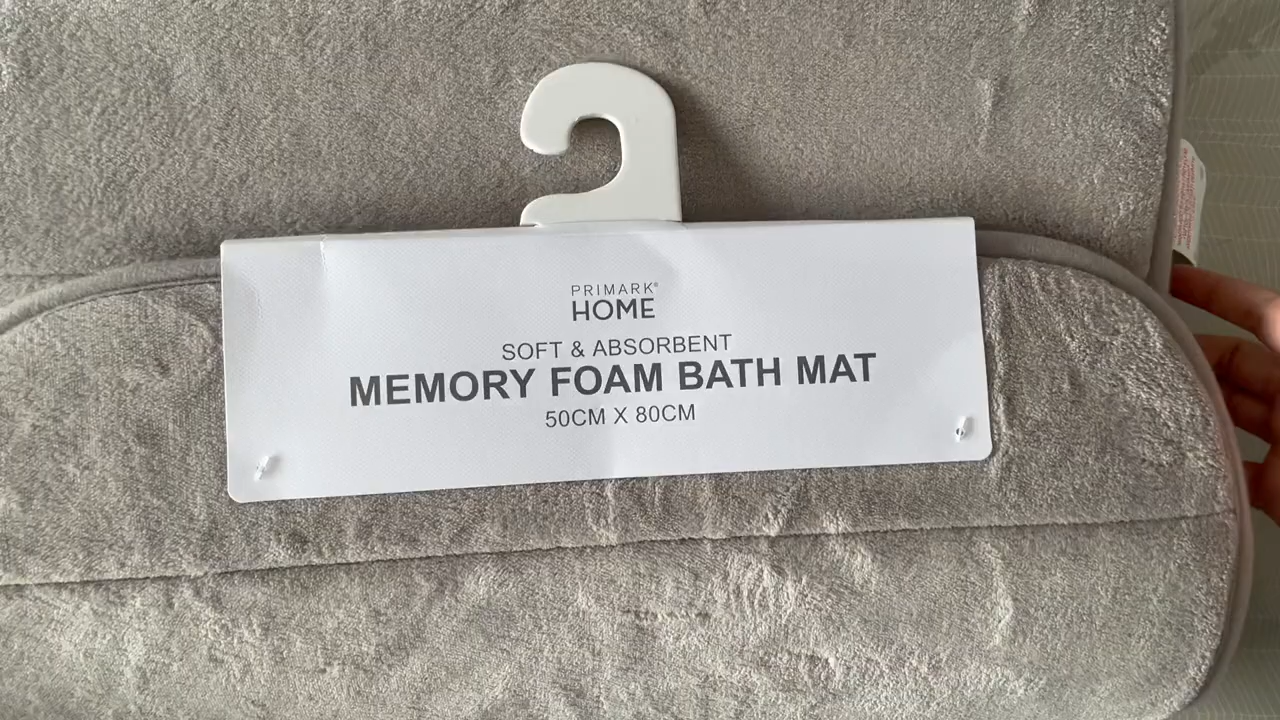 PRIMARK®
HOME
SOFT & ABSORBENT
MEMORY FOAM BATH MAT
50CM X 80CM